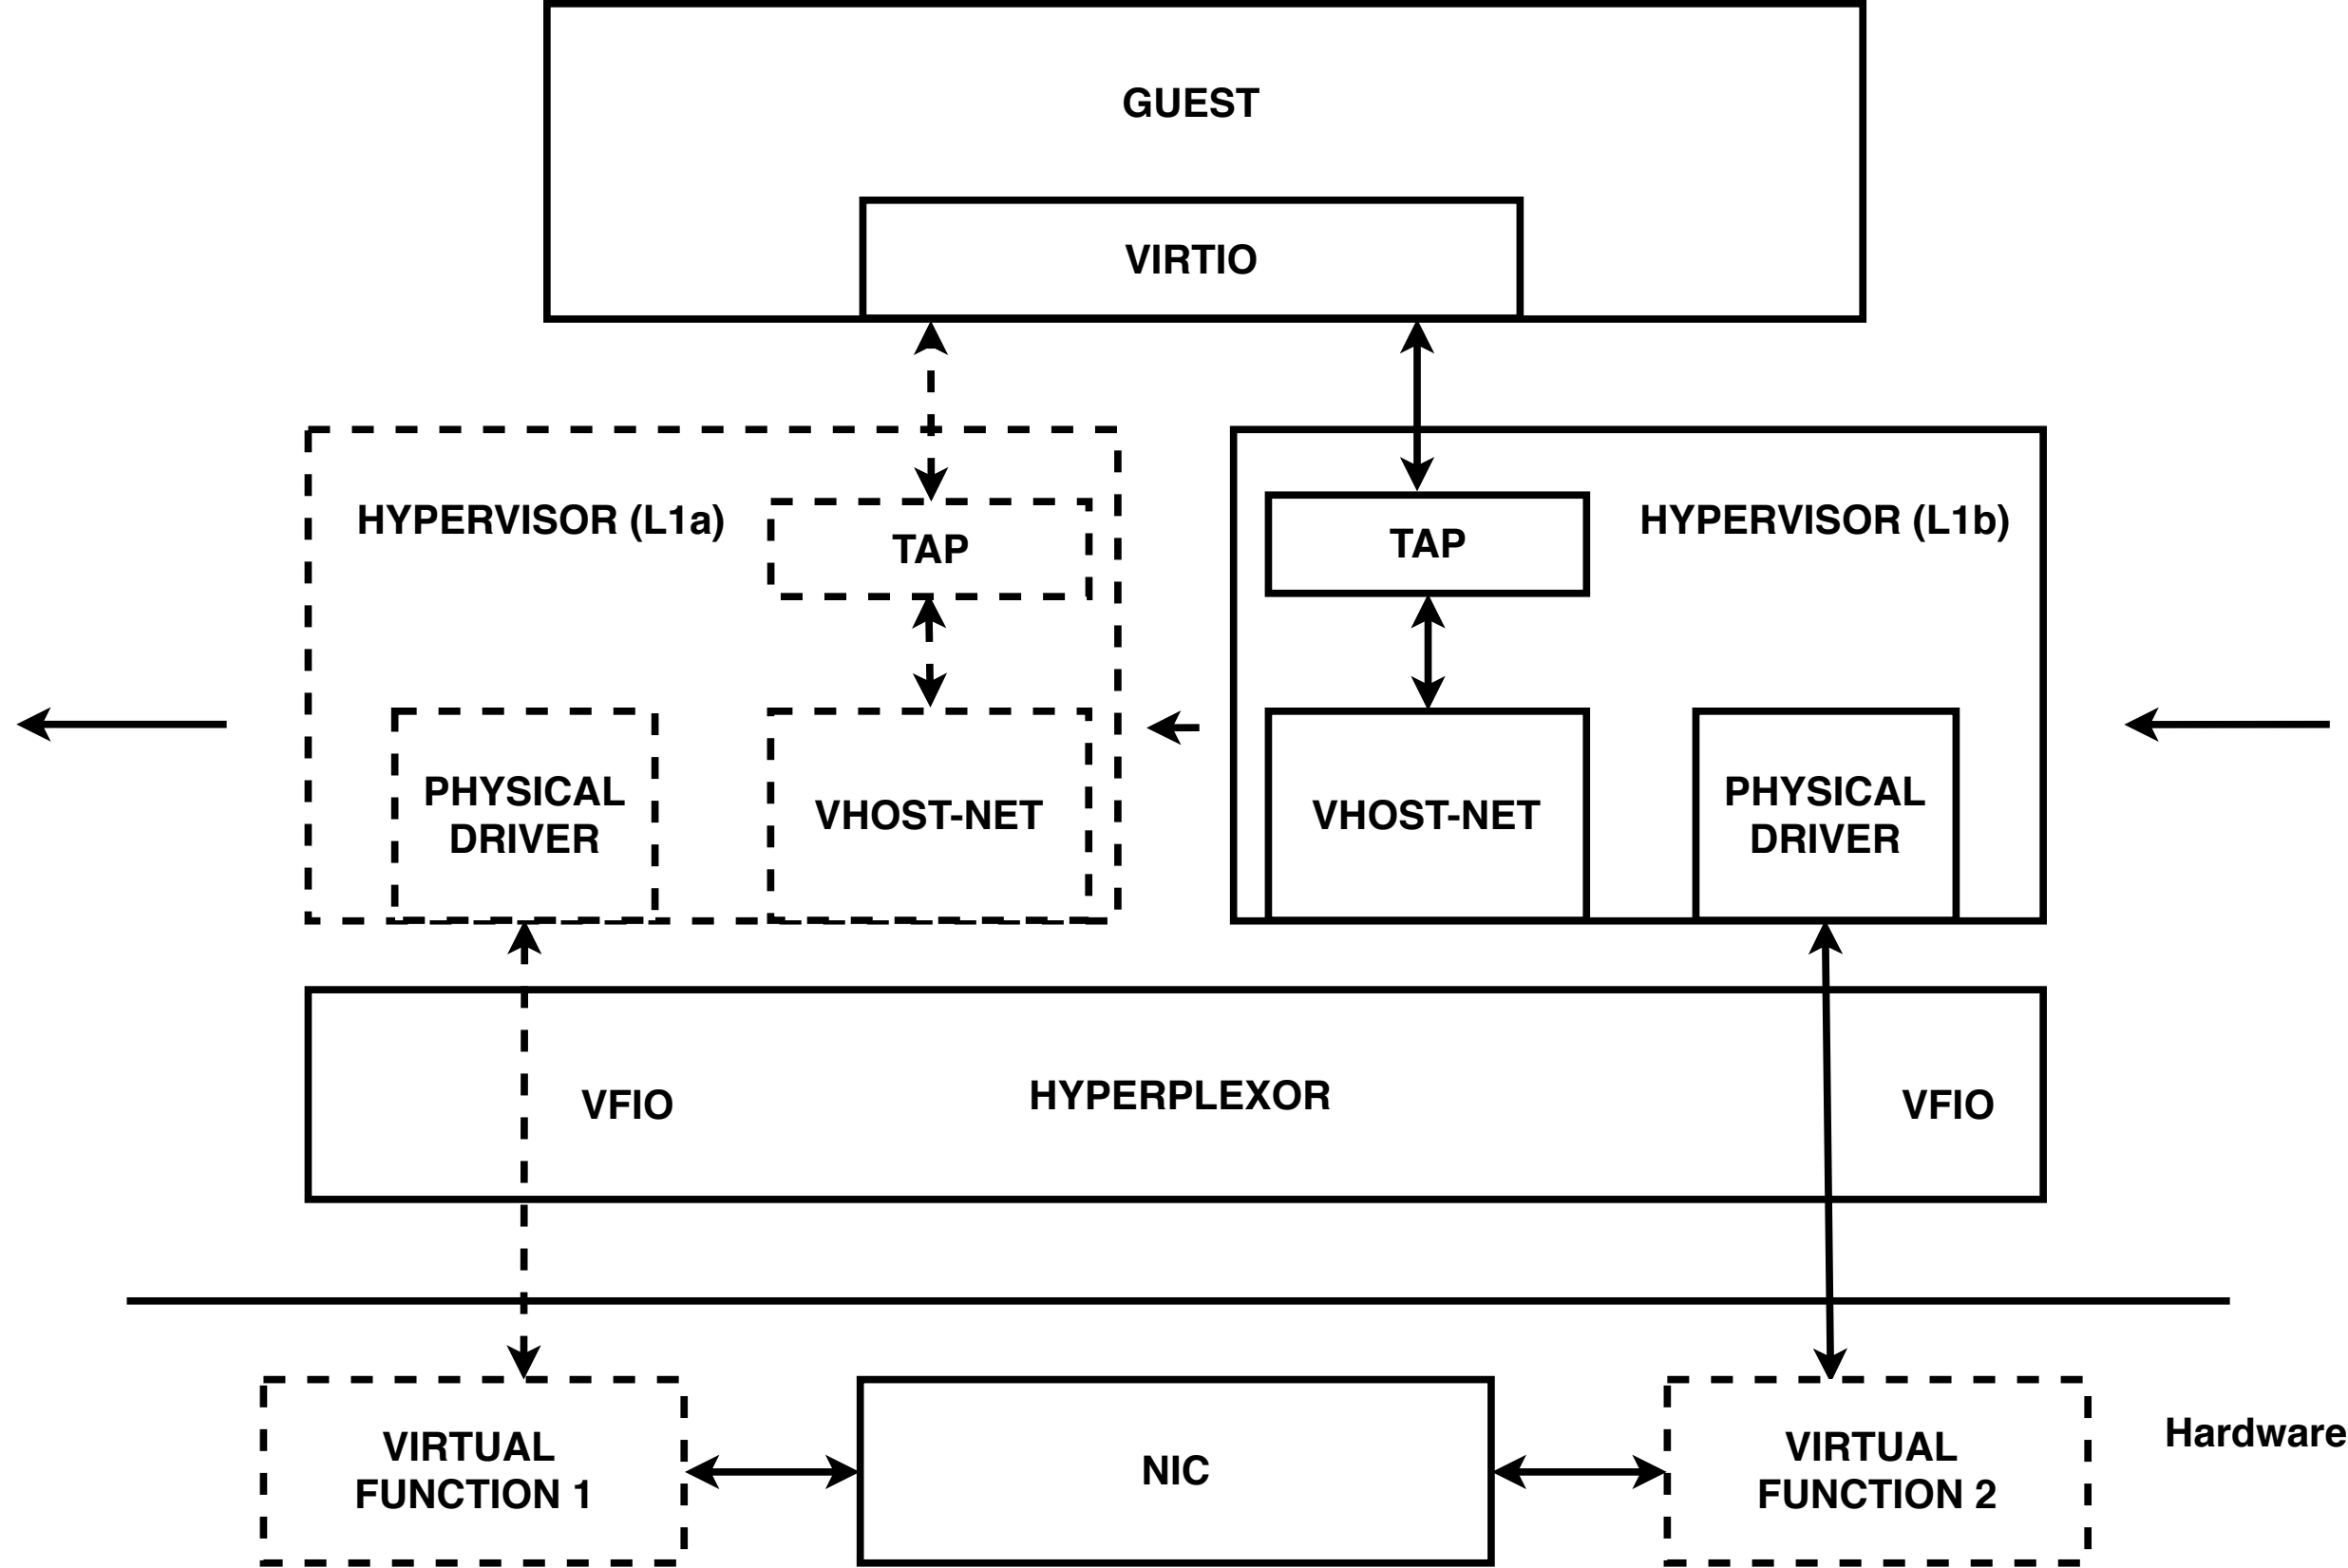 GUEST
VIRTIO
HYPERVISOR (L1a)
TAP
PHYSICAL
DRIVER
VHOST-NET
TAP
HYPERVISOR (L1b)
VHOST-NET
PHYSICAL
DRIVER
VFIO
HYPERPLEXOR
VFIO
VIRTUAL
FUNCTION 1
NIC
VIRTUAL
FUNCTION 2
Hardware